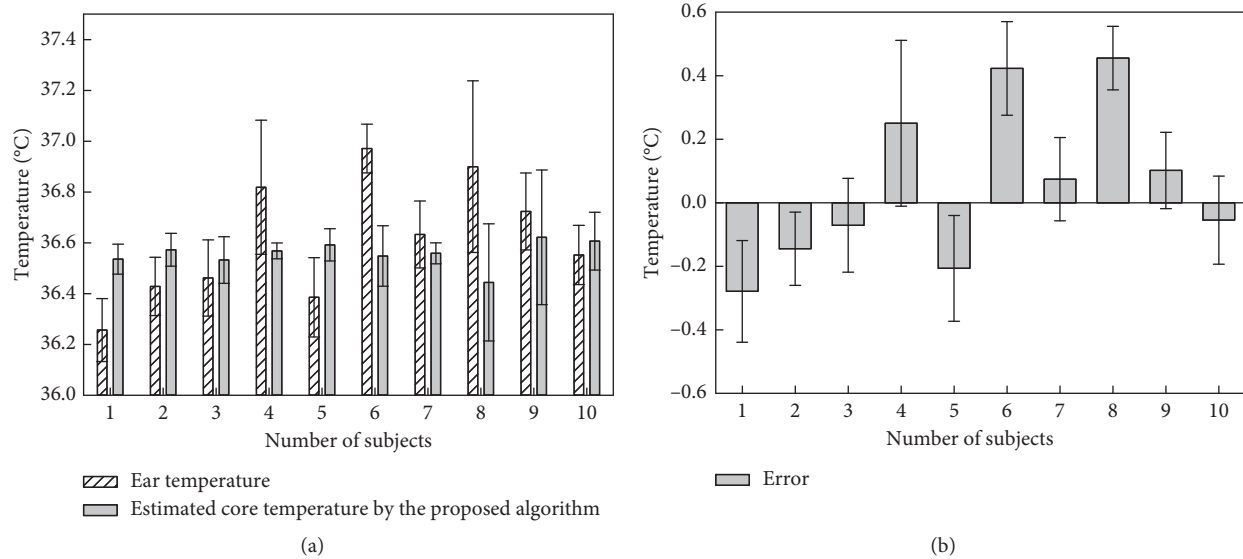 37.4
37.2
37.0
36.8
36.6
36.4
36.2
36.0
Temperature (°C)
1 2 3 4 5 6 7 8 9 10
Number of subjects
Ear temperature
Estimated core temperature by the proposed algorithm
(a)
0.6
0.4
0.2
0.0
–0.2
–0.4
–0.6
Temperature (°C)
1 2 3 4 5 6 7 8 9 10
Number of subjects
Error
(b)